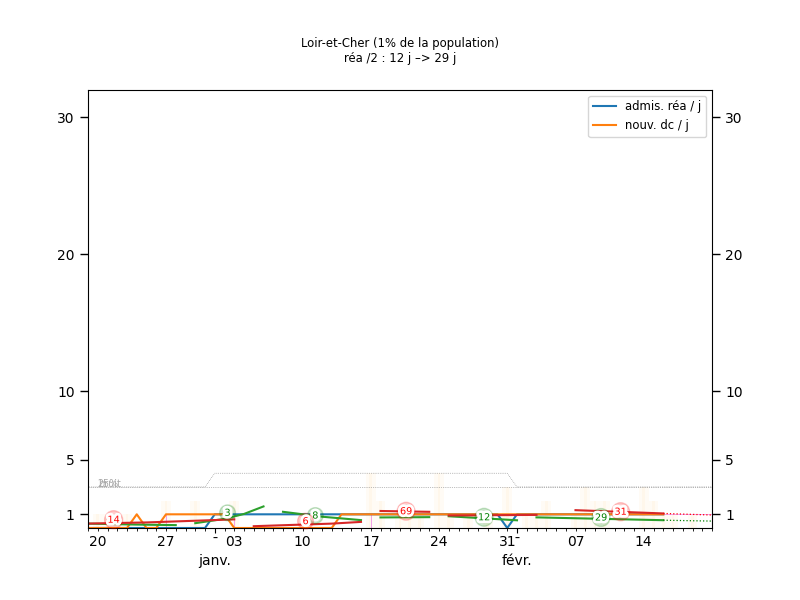 Loir-et-Cher (1% de la population)
réa /2 : 12 j –> 29 j
admis. réa / j
nouv. dc / j
30 30
20 20
10 10
5 5
1 1
14 3 6 8 69 12 29 31
20 27 - 03 10 17 24 31- 07 14
janv. févr.